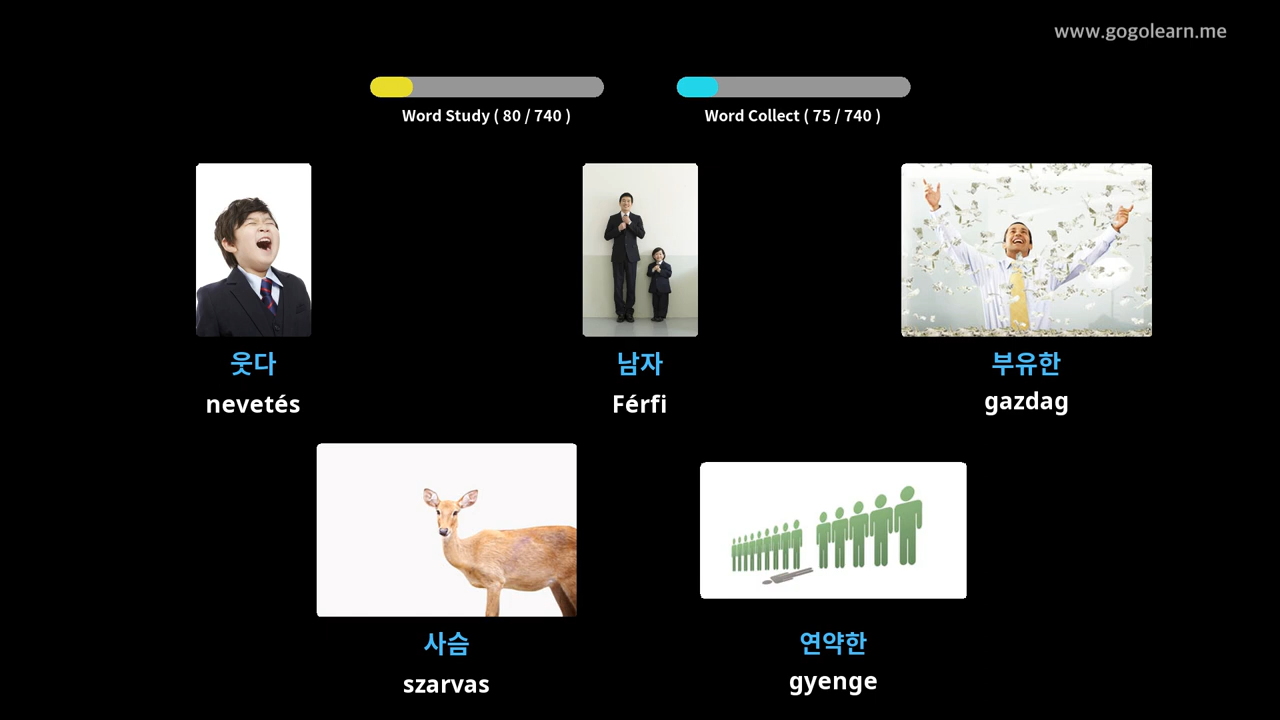 www.gogolearn.me
Word Study ( 80 / 740 )
Word Collect ( 75 / 740 )
웃다
남자
부유한
nevetés
Férfi
gazdag
사슴
연약한
szarvas
gyenge